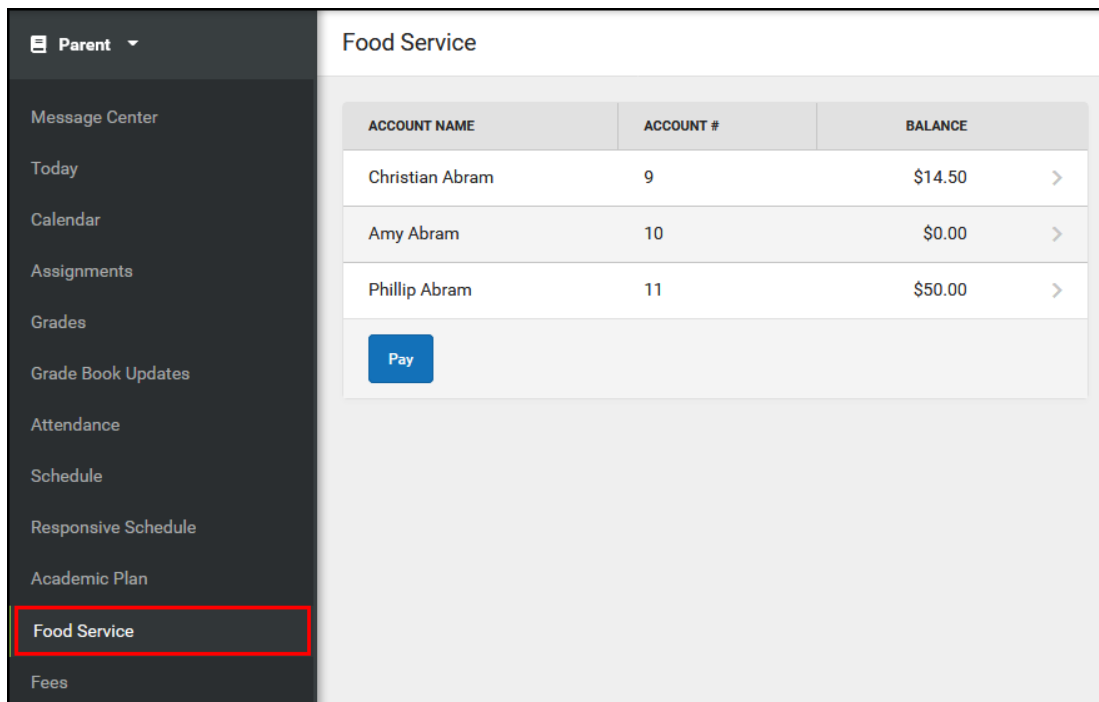 Parent
Message Center
Today
Calendar
Assignments
Grades
Grade Book Updates
Attendance
Schedule
Responsive Schedule
Academic Plan
Food Service
Fees
Food Service
ACCOUNT NAME ACCOUNT # BALANCE
Christian Abram 9 $14.50
Amy Abram 10 $0.00
Phillip Abram 11 $50.00
Pay